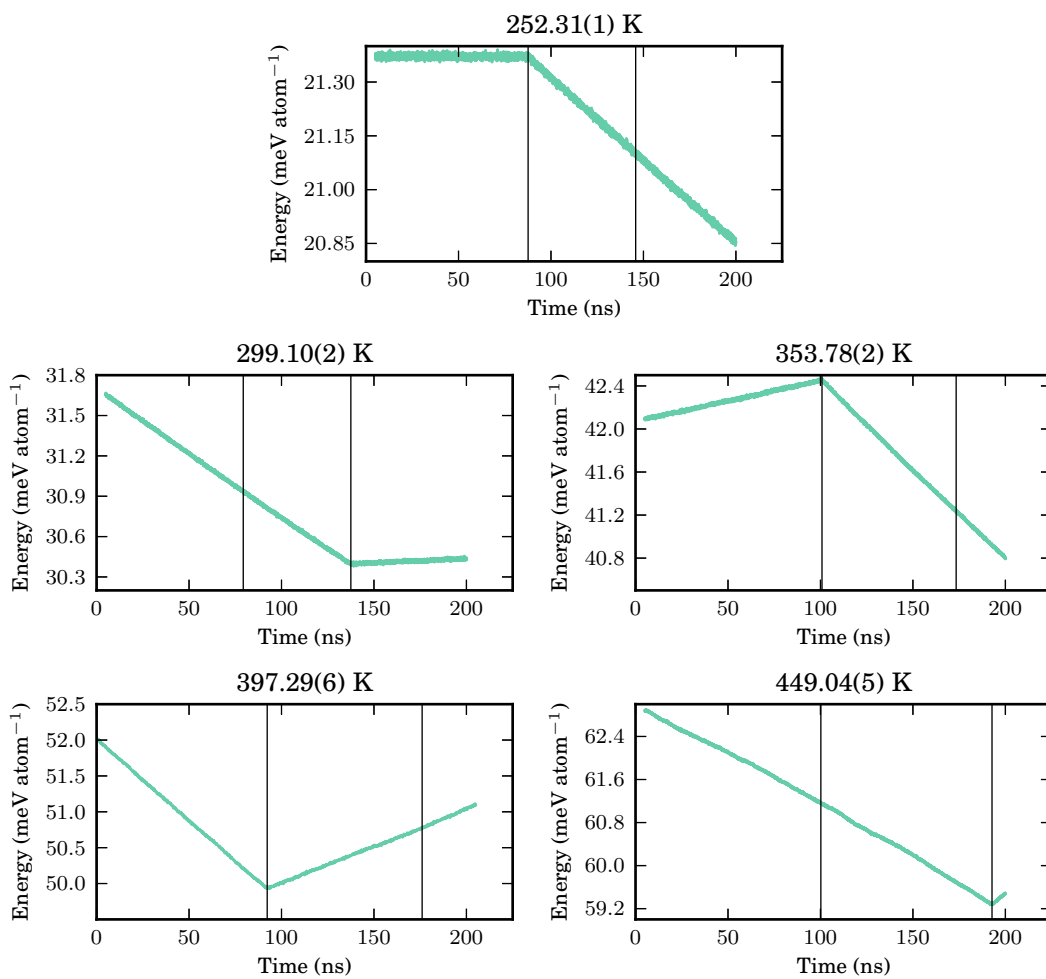 252.31(1) K
Energy (meV atom⁻¹)
21.30
21.15
21.00
20.85
0 50 100 150 200
Time (ns)
299.10(2) K
Energy (meV atom⁻¹)
31.8
31.5
31.2
30.9
30.6
30.3
0 50 100 150 200
Time (ns)
353.78(2) K
Energy (meV atom⁻¹)
42.4
42.0
41.6
41.2
40.8
0 50 100 150 200
Time (ns)
397.29(6) K
Energy (meV atom⁻¹)
52.5
52.0
51.5
51.0
50.5
50.0
0 50 100 150 200
Time (ns)
449.04(5) K
Energy (meV atom⁻¹)
62.4
61.6
60.8
60.0
59.2
0 50 100 150 200
Time (ns)